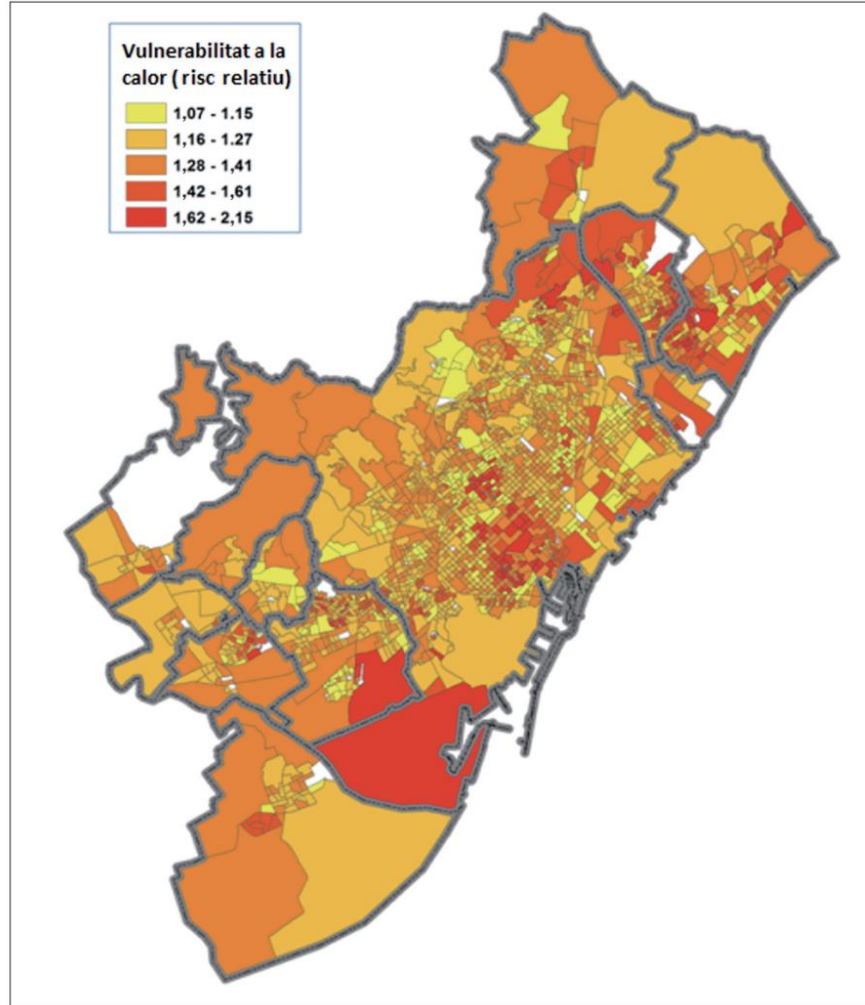 Vulnerabilitat a la
calor ( risc relatiu)
1,07 - 1.15
1,16 - 1.27
1,28 - 1,41
1,42 - 1,61
1,62 - 2,15